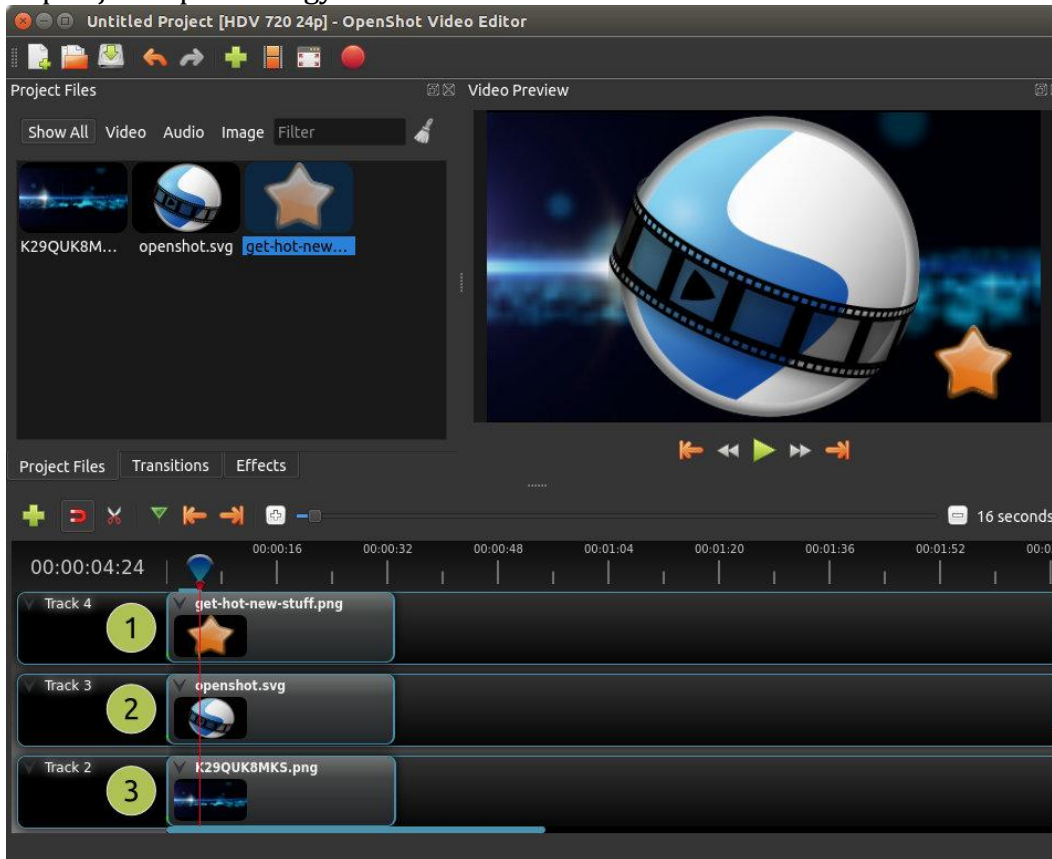 Untitled Project [HDV 720 24p] - OpenShot Video Editor
Project Files
Video Preview
Show All Video Audio Image Filter
K29QUK8M... openshot.svg get-hot-new...
Project Files Transitions Effects
16 seconds
00:00:04:24
00:00:16 00:00:32 00:00:48 00:01:04 00:01:20 00:01:36 00:01:52
Track 4
1
get-hot-new-stuff.png
Track 3
2
openshot.svg
Track 2
3
K29QUK8MKS.png